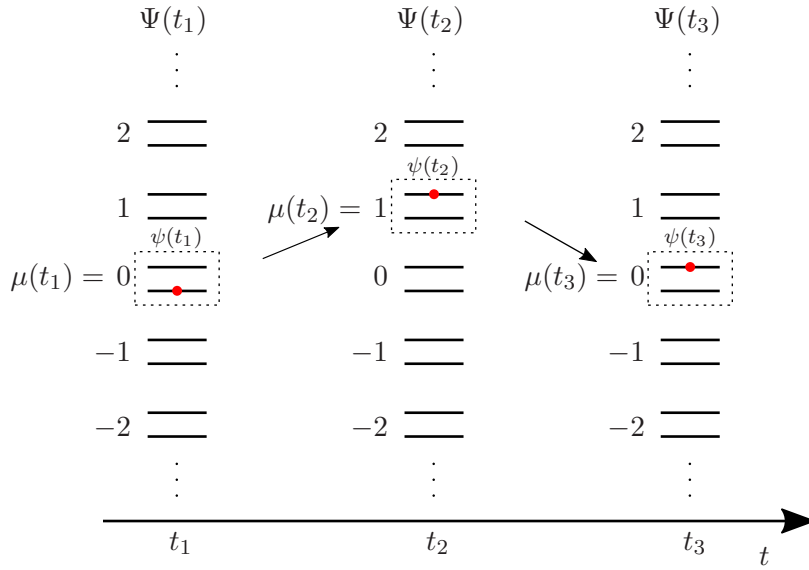 Ψ(t₁) Ψ(t₂) Ψ(t₃)
2 2 2
ψ(t₂)
1 μ(t₂) = 1 1
ψ(t₁) ψ(t₃)
μ(t₁) = 0 0 μ(t₃) = 0
−1 −1 −1
−2 −2 −2
t₁ t₂ t₃
t